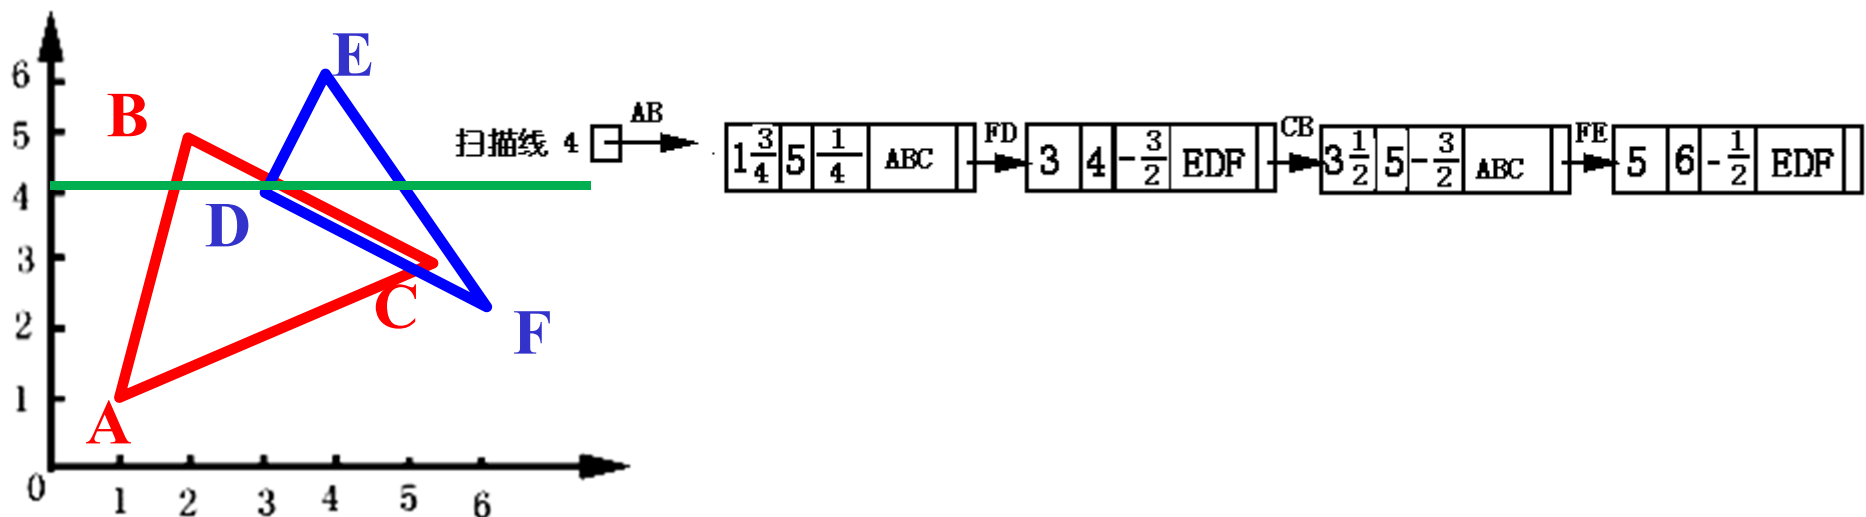 6
5
4
3
2
1
0
1 2 3 4 5 6
A
B
C
D
E
F
扫描线 4
AB
1 3/4 5 1/4 ABC
FD
3 4 -3/2 EDF
CB
3 1/2 5 -3/2 ABC
FE
5 6 -1/2 EDF